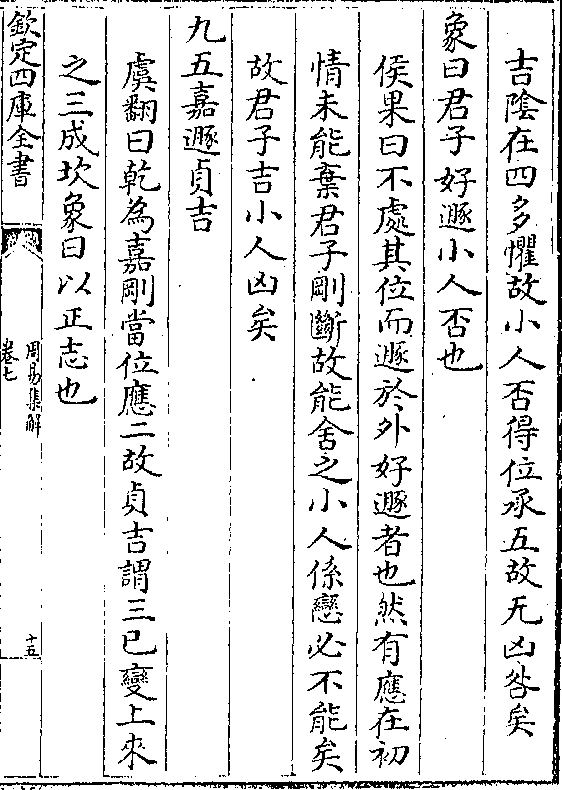 吉陰在四多懼故小人否得位承五故无凶咎矣
象曰君子好遯小人否也
侯果曰不處其位而遯於外好遯者也然有應在初
情未能棄君子剛斷故能舍之小人係戀必不能矣
故君子吉小人凶矣
九五嘉遯貞吉
虞翻曰乾為嘉剛當位應二故貞吉謂三已變上來
之三成坎象曰以正志也
欽定四庫全書
周易集解
卷七
十五